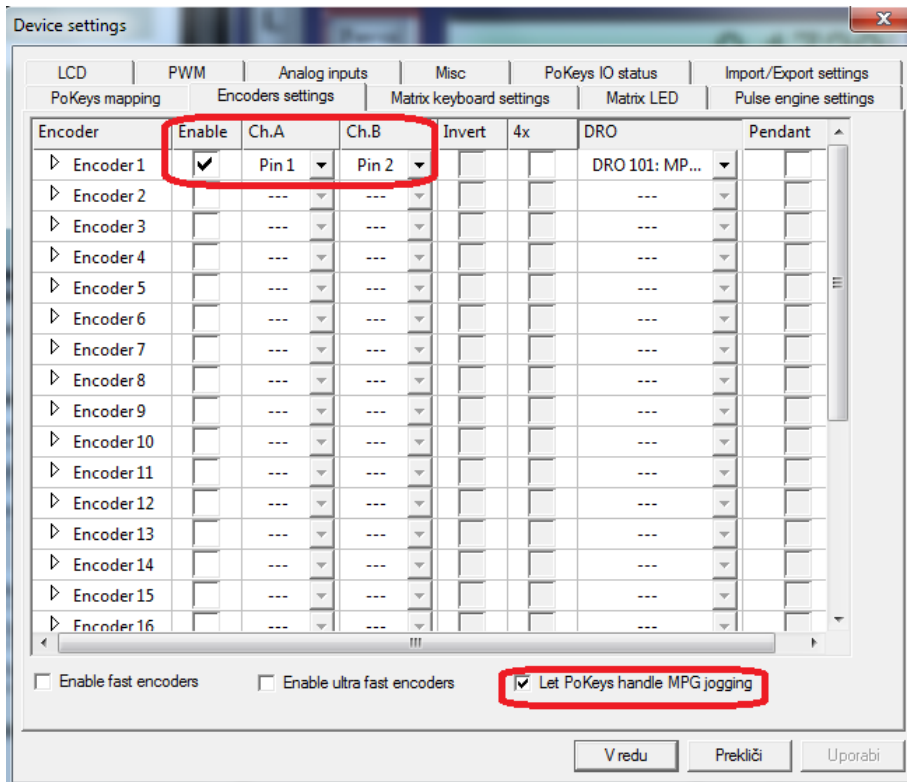 Device settings
LCD PWM Analog inputs Misc PoKeys IO status Import/Export settings
PoKeys mapping Encoders settings Matrix keyboard settings Matrix LED Pulse engine settings
Encoder Enable Ch.A Ch.B Invert 4x DRO Pendant
Encoder 1 Pin 1 Pin 2 DRO 101: MP...
Encoder 2 --- --- ---
Encoder 3 --- --- ---
Encoder 4 --- --- ---
Encoder 5 --- --- ---
Encoder 6 --- --- ---
Encoder 7 --- --- ---
Encoder 8 --- --- ---
Encoder 9 --- --- ---
Encoder 10 --- --- ---
Encoder 11 --- --- ---
Encoder 12 --- --- ---
Encoder 13 --- --- ---
Encoder 14 --- --- ---
Encoder 15 --- --- ---
Encoder 16 --- --- ---
Enable fast encoders Enable ultra fast encoders Let PoKeys handle MPG jogging
V redu Prekliči Uporabi